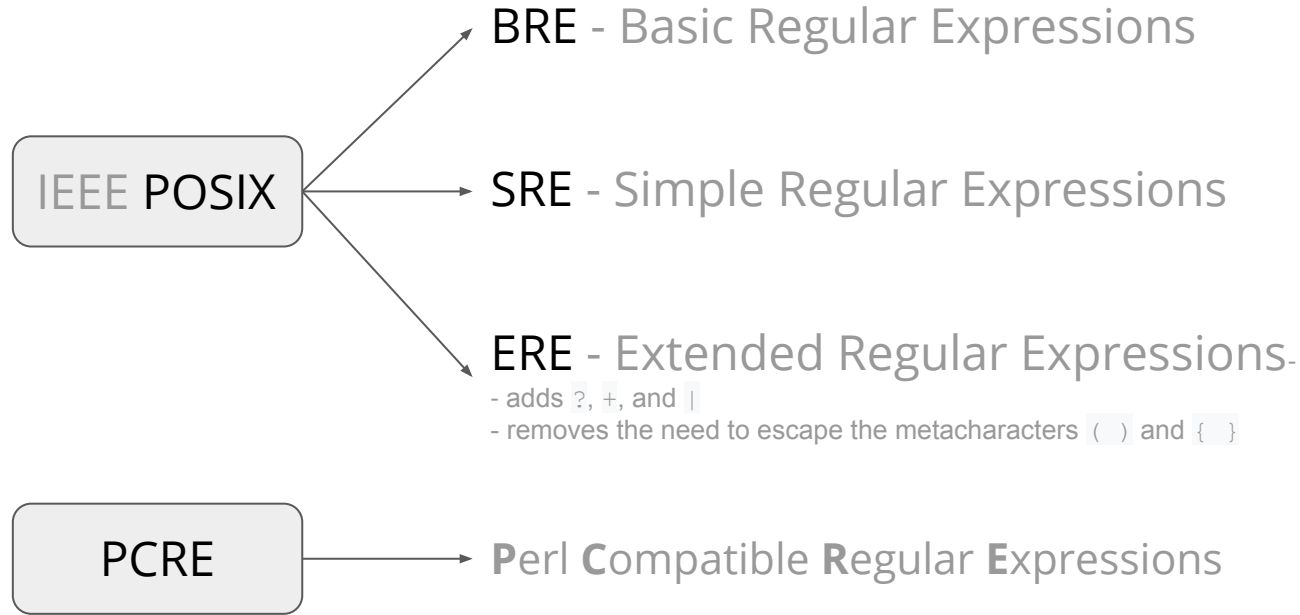 BRE - Basic Regular Expressions
IEEE POSIX
SRE - Simple Regular Expressions
ERE - Extended Regular Expressions-
- adds ?, +, and |
- removes the need to escape the metacharacters ( ) and { }
PCRE
Perl Compatible Regular Expressions